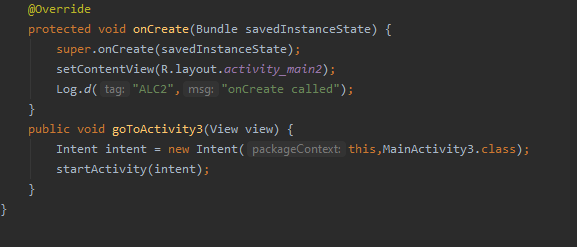 @Override
protected void onCreate(Bundle savedInstanceState) {
super.onCreate(savedInstanceState);
setContentView(R.layout.activity_main2);
Log.d( tag: "ALC2", msg: "onCreate called");
}
public void goToActivity3(View view) {
Intent intent = new Intent( packageContext: this,MainActivity3.class);
startActivity(intent);
}
}